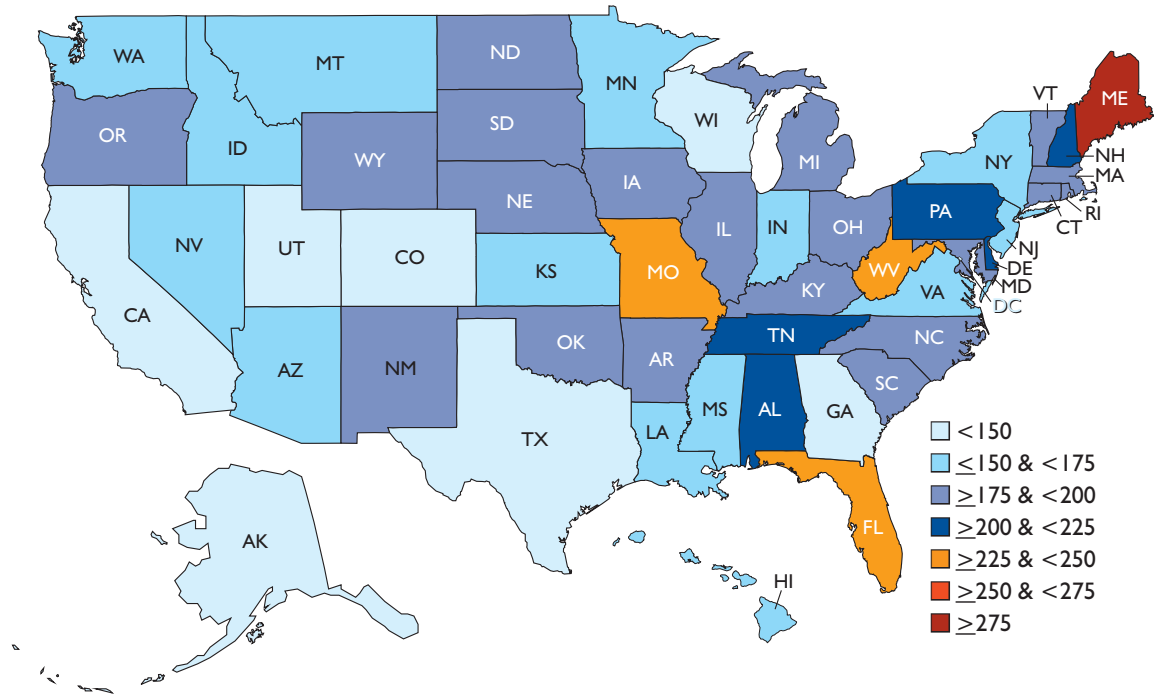 WA
MT
ND
MN
VT
ME
OR
ID
SD
WI
WY
MI
NY
NH
MA
IA
NE
PA
RI
CT
NV
UT
CO
IL
IN
OH
NJ
KS
MO
WV
DE
MD
VA
KY
DC
CA
OK
TN
NC
AZ
NM
AR
SC
MS
AL
GA
TX
LA
<150
≤150 & <175
≥175 & <200
≥200 & <225
FL
AK
≥225 & <250
HI
≥250 & <275
≥275